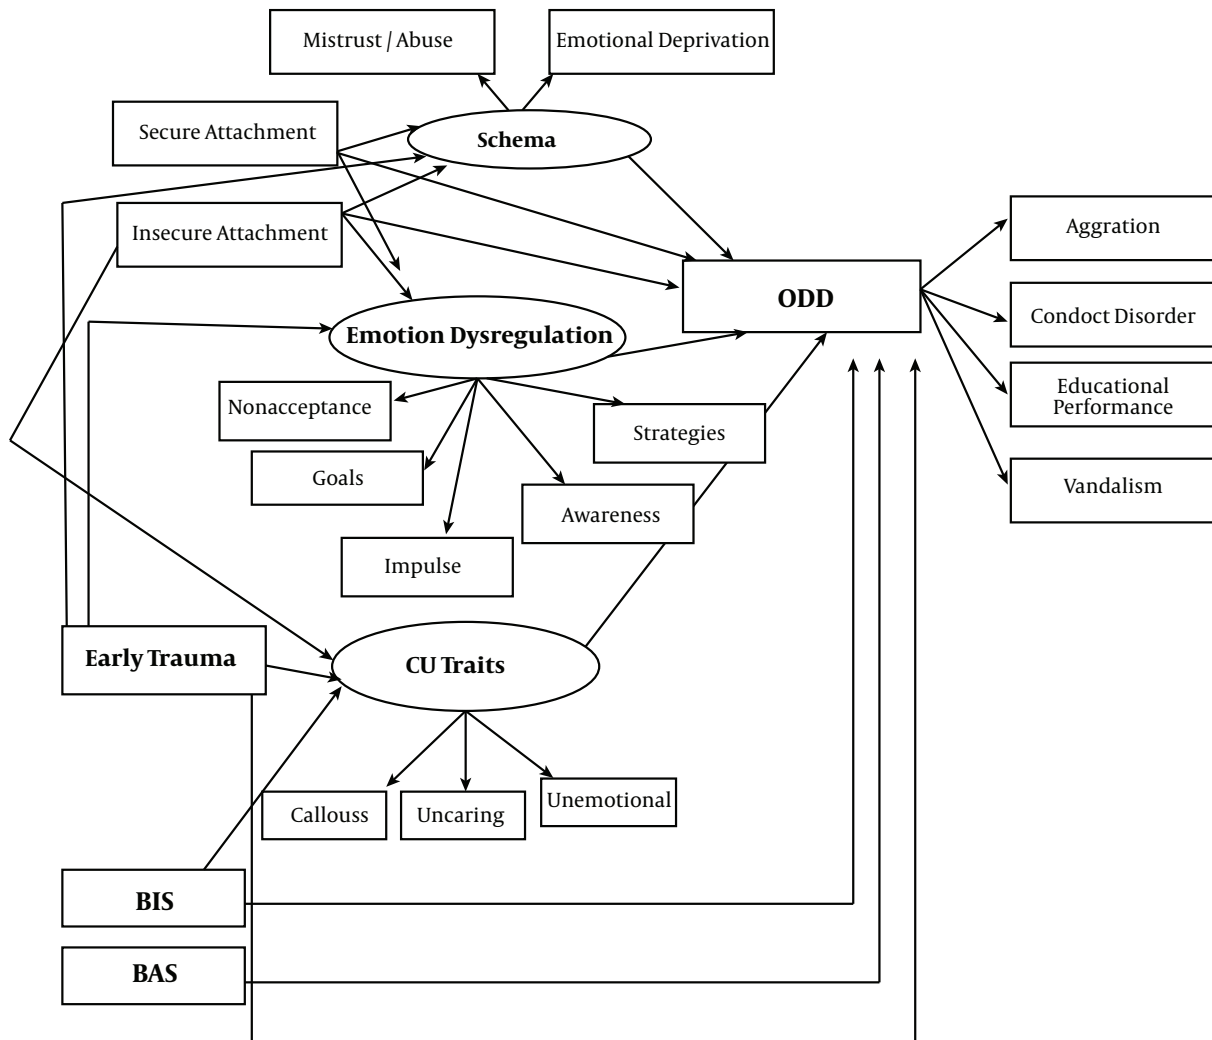 Mistrust / Abuse
Emotional Deprivation
Secure Attachment
Schema
Insecure Attachment
Aggration
ODD
Condoct Disorder
Emotion Dysregulation
Educational
Performance
Nonacceptance
Strategies
Goals
Vandalism
Awareness
Impulse
Early Trauma
CU Traits
Callouss
Uncaring
Unemotional
BIS
BAS